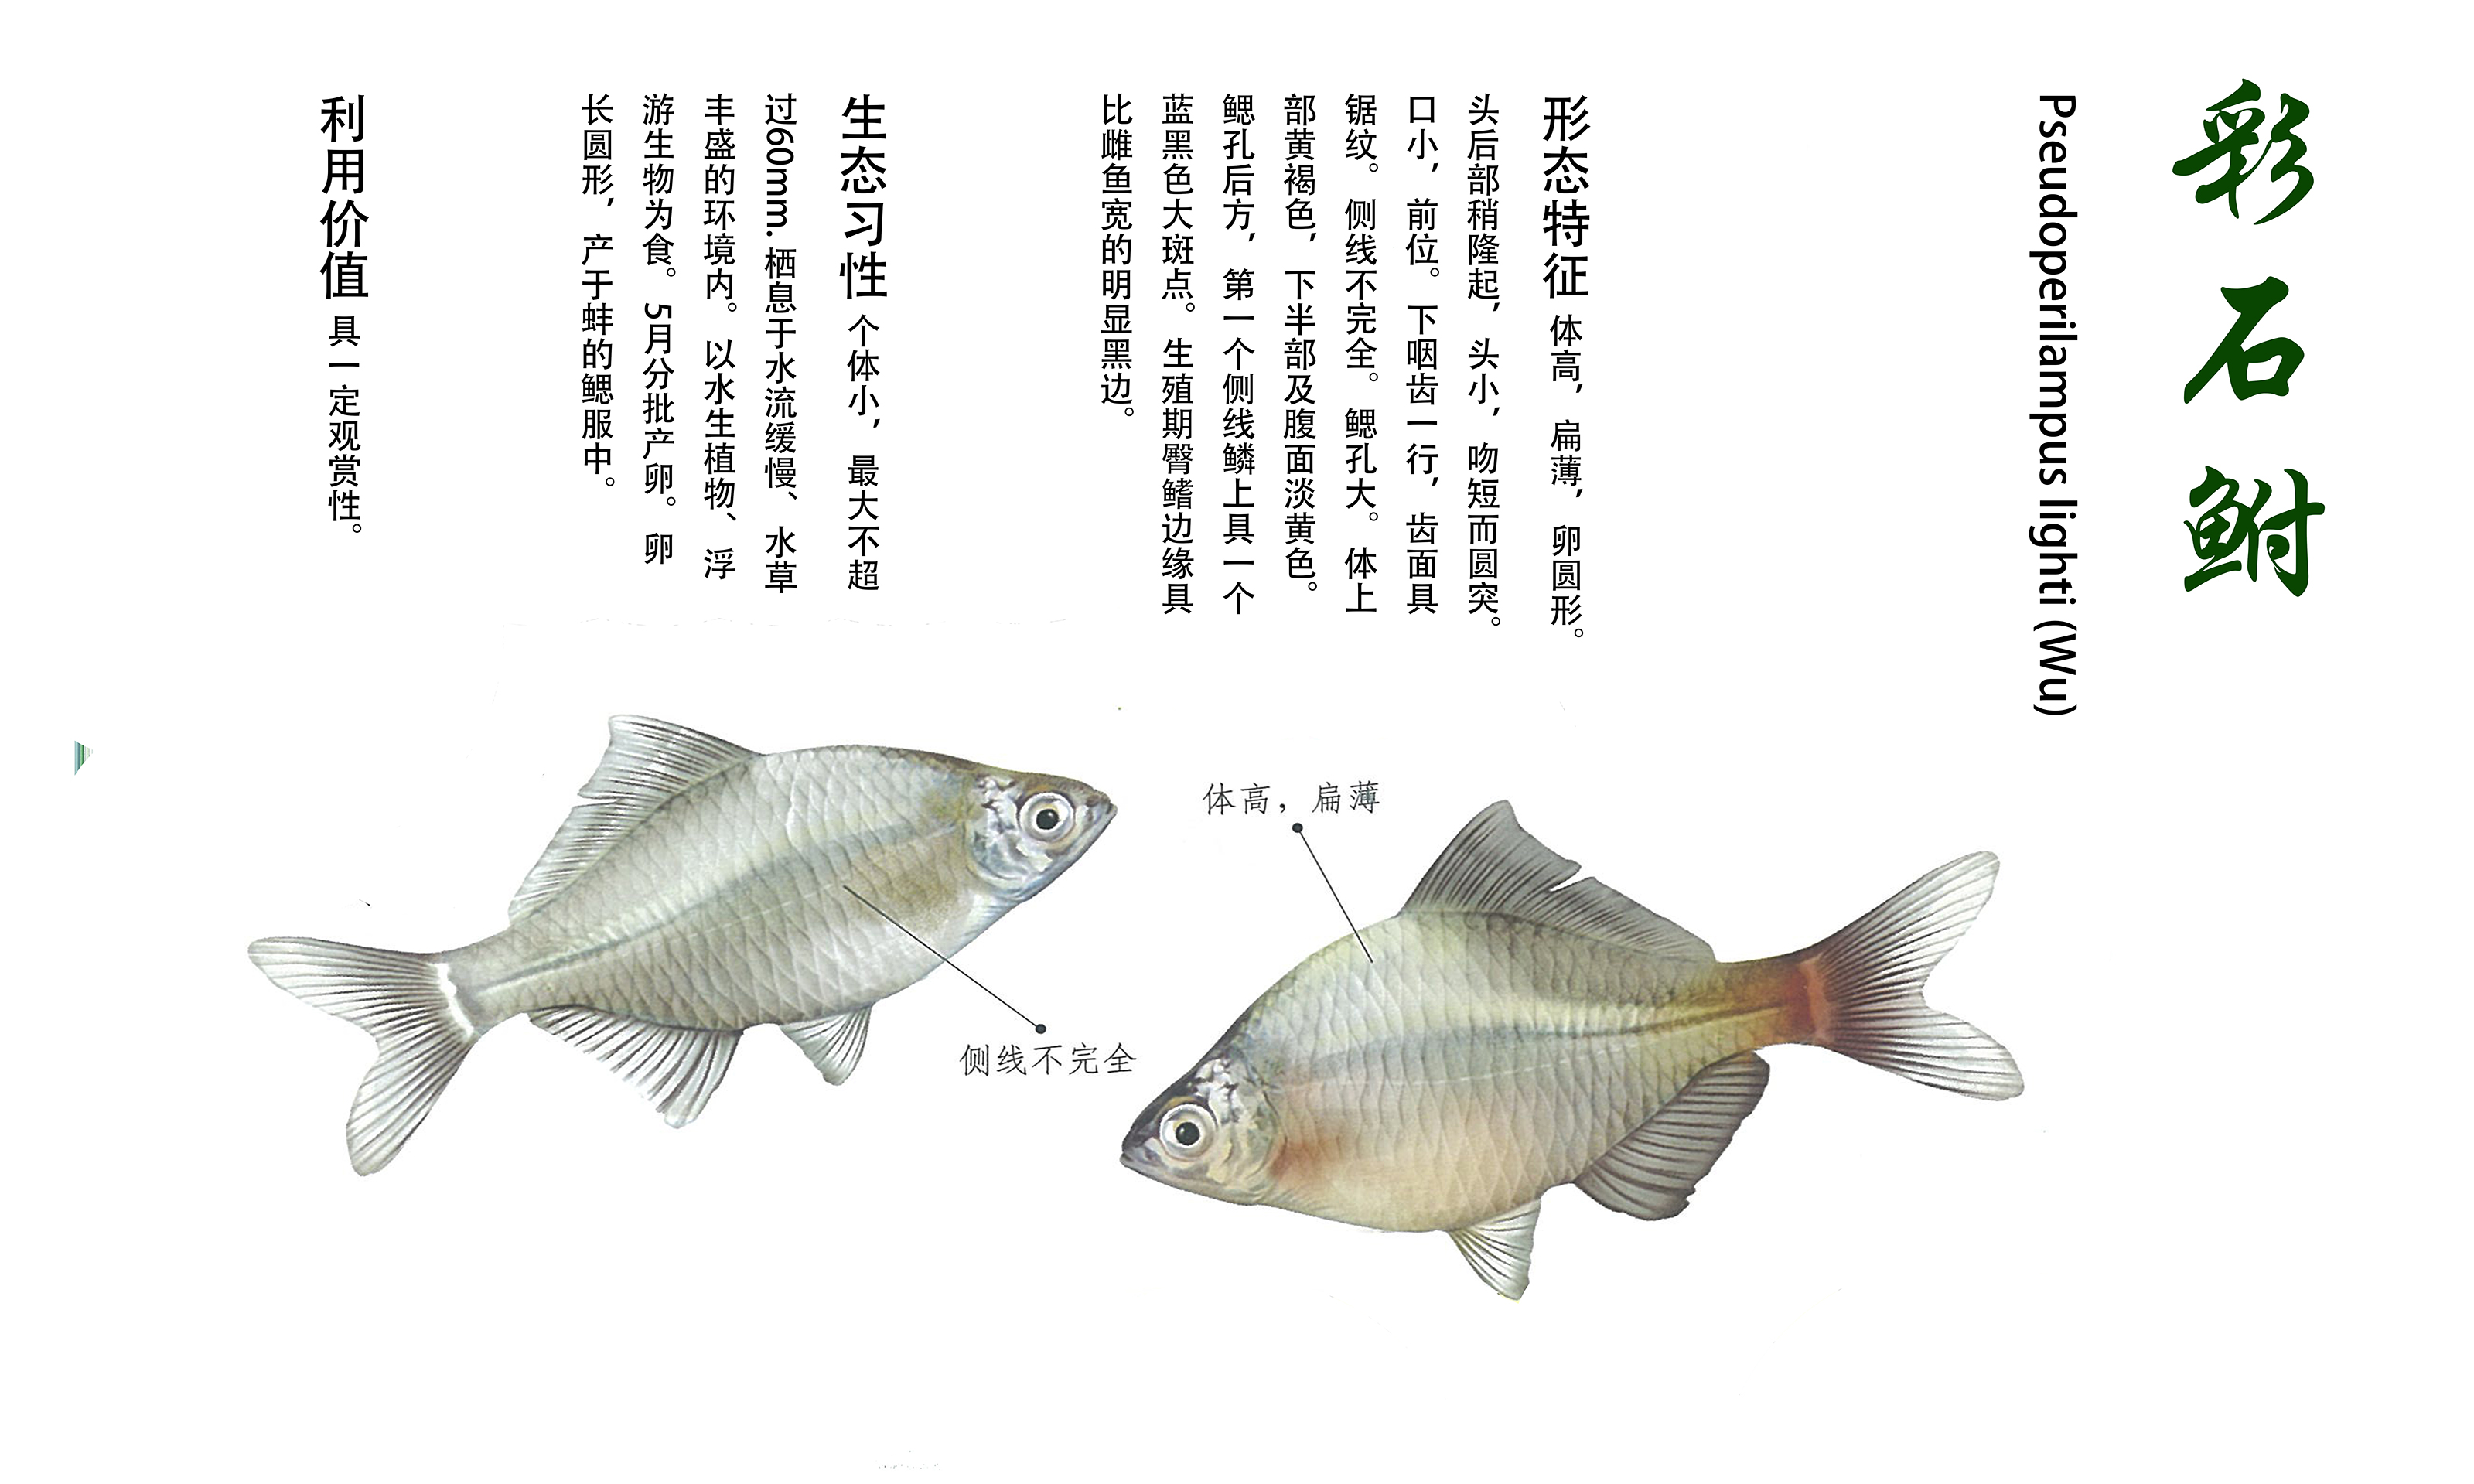 彩石鮒
Pseudoperilampus lighti (Wu)
形态特征 体高，扁薄，卵圆形。
头后部稍隆起，头小，吻短而圆突。
口小，前位。下咽齿一行，齿面具
锯纹。侧线不完全。鳃孔大。体上
部黄褐色，下半部及腹面淡黄色。
鳃孔后方，第一个侧线鳞上具一个
蓝黑色大斑点。生殖期臀鳍边缘具
比雌鱼宽的明显黑边。
生态习性 个体小，最大不超
过60mm.栖息于水流缓慢、水草
丰盛的环境内。以水生植物、浮
游生物为食。5月分批产卵。卵
长圆形，产于蚌的鳃服中。
利用价值 具一定观赏性。
体高，扁薄
侧线不完全